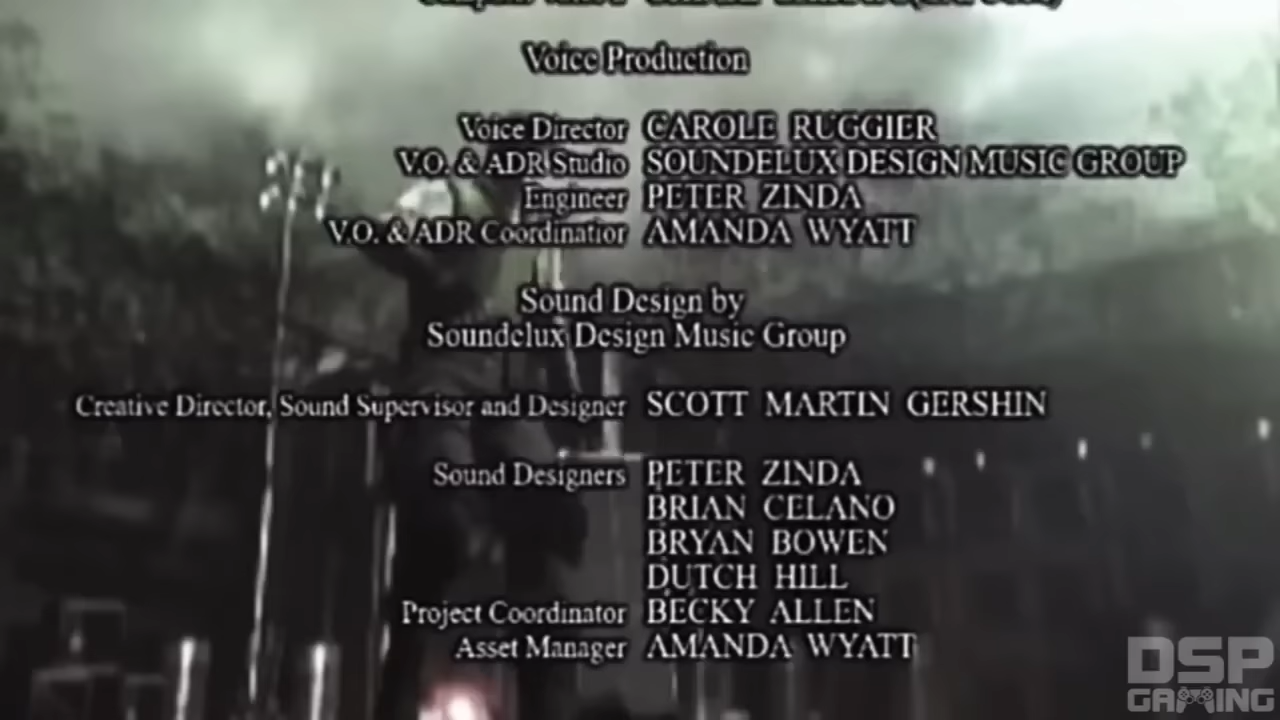 Voice Production
Voice Director CAROLE RUGGIER
V.O. & ADR Studio SOUNDELUX DESIGN MUSIC GROUP
Engineer PETER ZINDA
V.O. & ADR Coordinatior AMANDA WYATT
Sound Design by
Soundelux Design Music Group
Creative Director, Sound Supervisor and Designer SCOTT MARTIN GERSHIN
Sound Designers PETER ZINDA
BRIAN CELANO
BRYAN BOWEN
DUTCH HILL
Project Coordinator BECKY ALLEN
Asset Manager AMANDA WYATT
DSP
GAMING